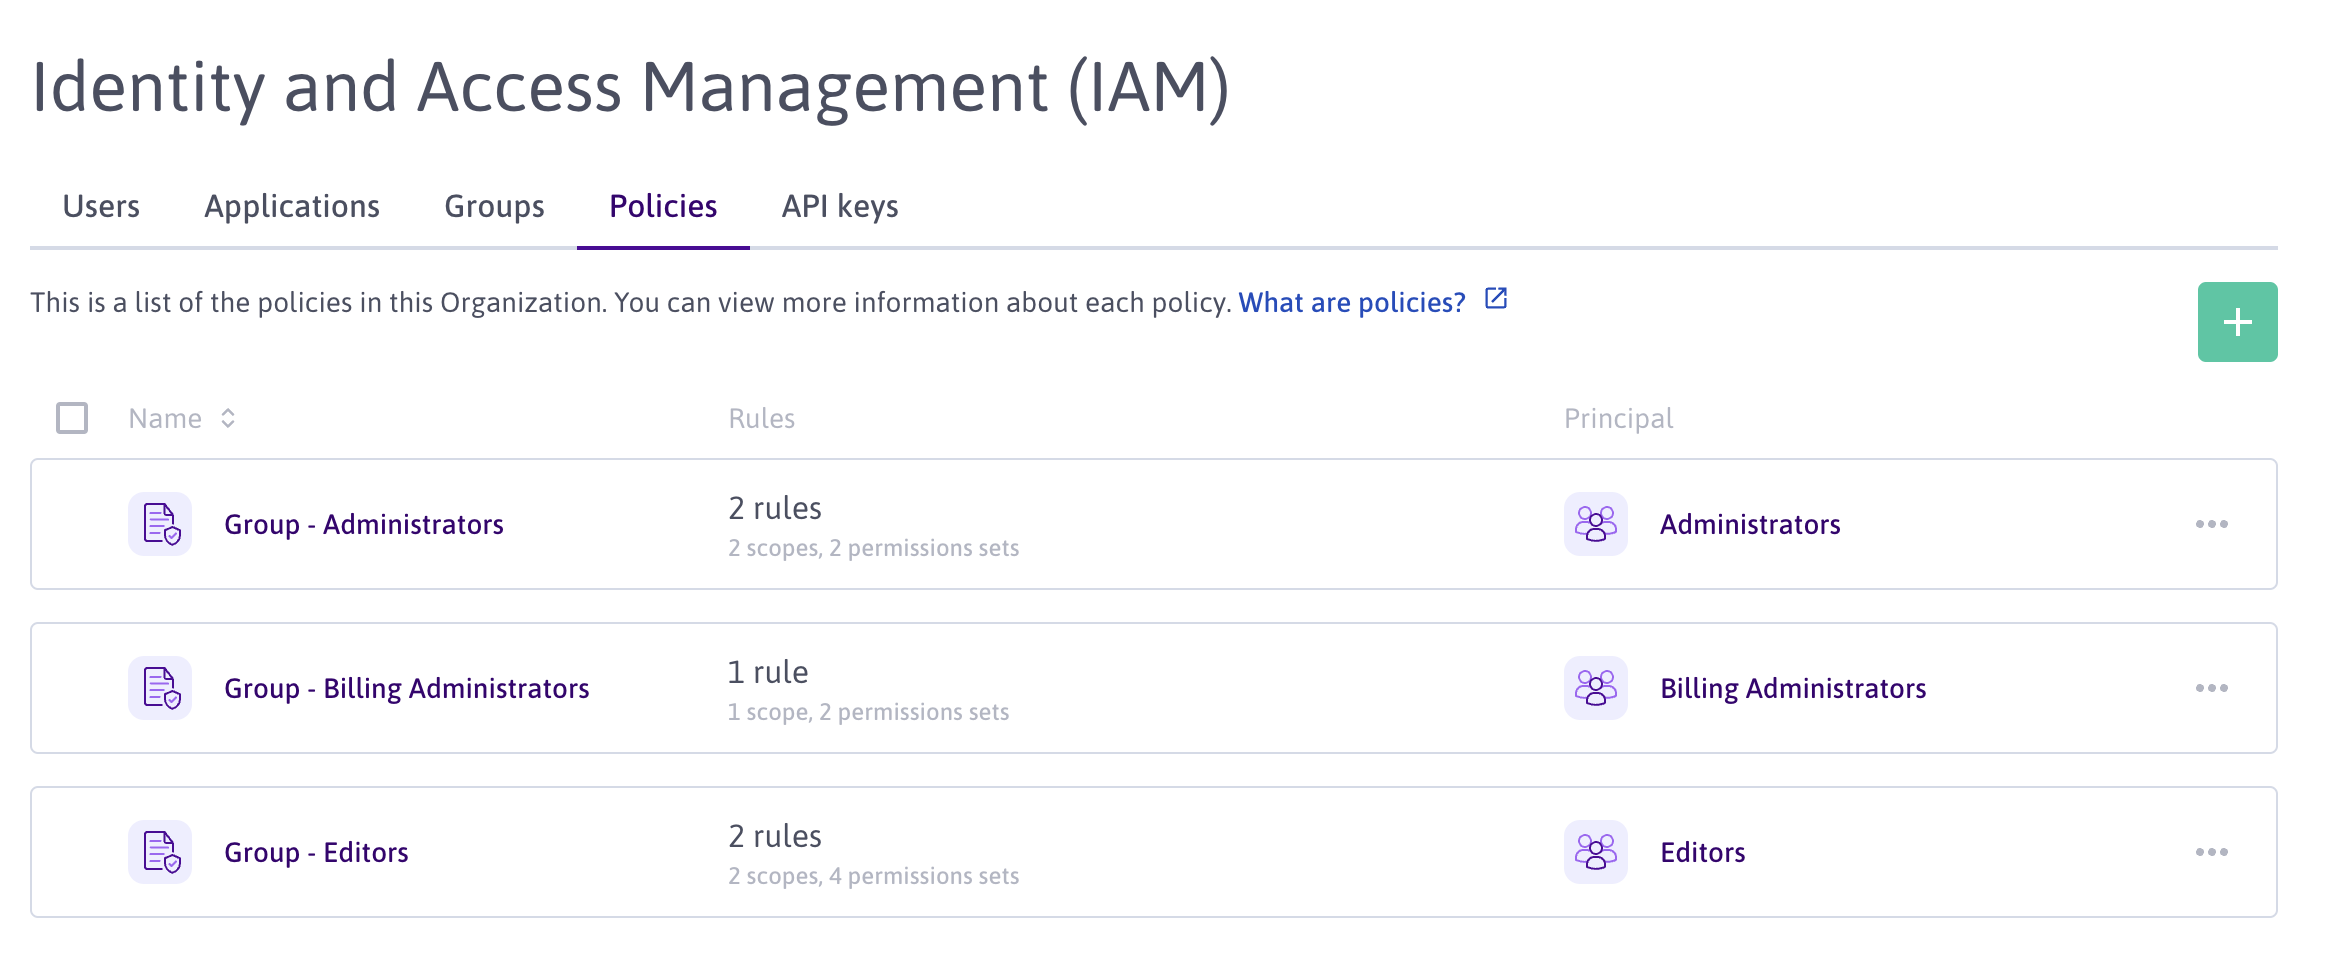 Identity and Access Management (IAM)
Users Applications Groups Policies API keys
This is a list of the policies in this Organization. You can view more information about each policy. What are policies?
Name Rules Principal
Group - Administrators 2 rules Administrators
2 scopes, 2 permissions sets
Group - Billing Administrators 1 rule Billing Administrators
1 scope, 2 permissions sets
Group - Editors 2 rules Editors
2 scopes, 4 permissions sets